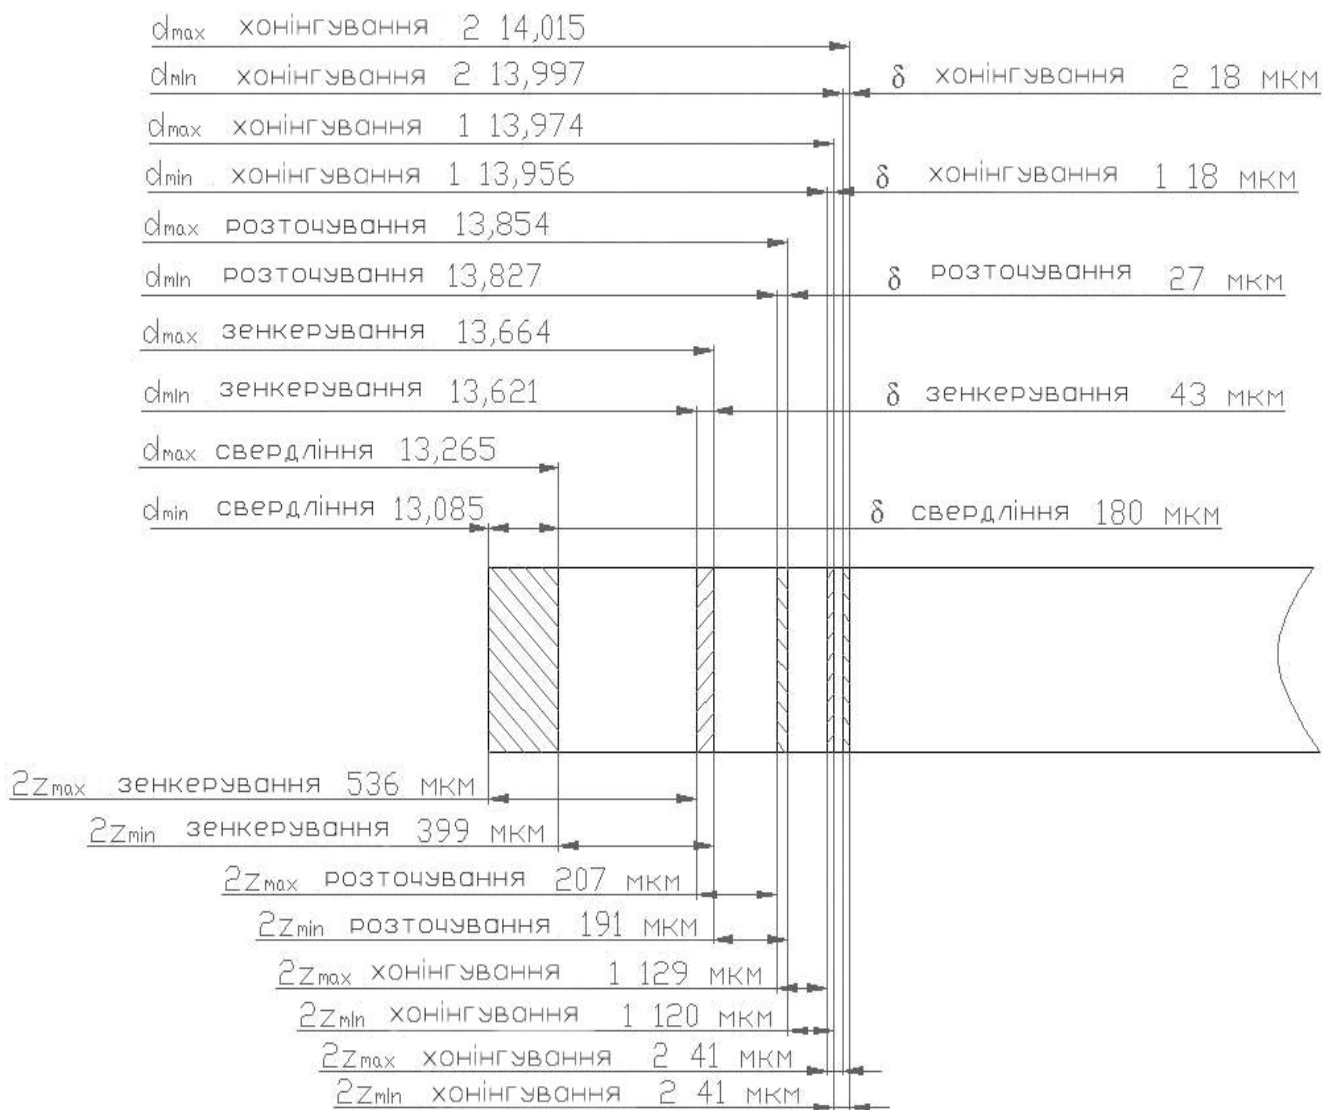 dmax хонінгування 2 14,015
dmin хонінгування 2 13,997
δ хонінгування 2 18 мкм
dmax хонінгування 1 13,974
dmin хонінгування 1 13,956
δ хонінгування 1 18 мкм
dmax розточування 13,854
dmin розточування 13,827
δ розточування 27 мкм
dmax зенкерування 13,664
dmin зенкерування 13,621
δ зенкерування 43 мкм
dmax свердління 13,265
dmin свердління 13,085
δ свердління 180 мкм
2zmax зенкерування 536 мкм
2zmin зенкерування 399 мкм
2zmax розточування 207 мкм
2zmin розточування 191 мкм
2zmax хонінгування 1 129 мкм
2zmin хонінгування 1 120 мкм
2zmax хонінгування 2 41 мкм
2zmin хонінгування 2 41 мкм